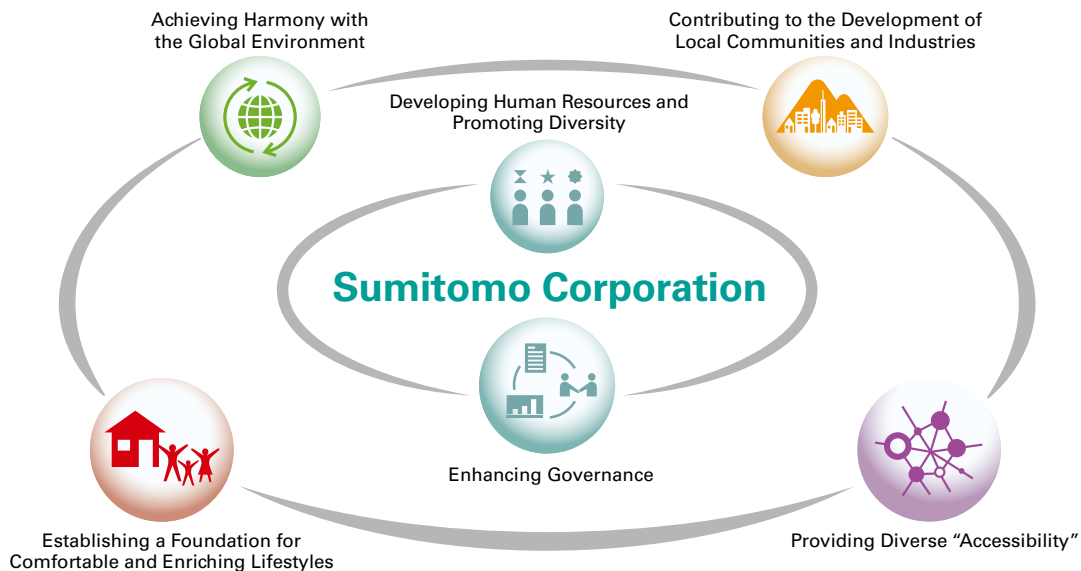 Achieving Harmony with
the Global Environment
Contributing to the Development of
Local Communities and Industries
Developing Human Resources and
Promoting Diversity
Sumitomo Corporation
Enhancing Governance
Establishing a Foundation for
Comfortable and Enriching Lifestyles
Providing Diverse “Accessibility”